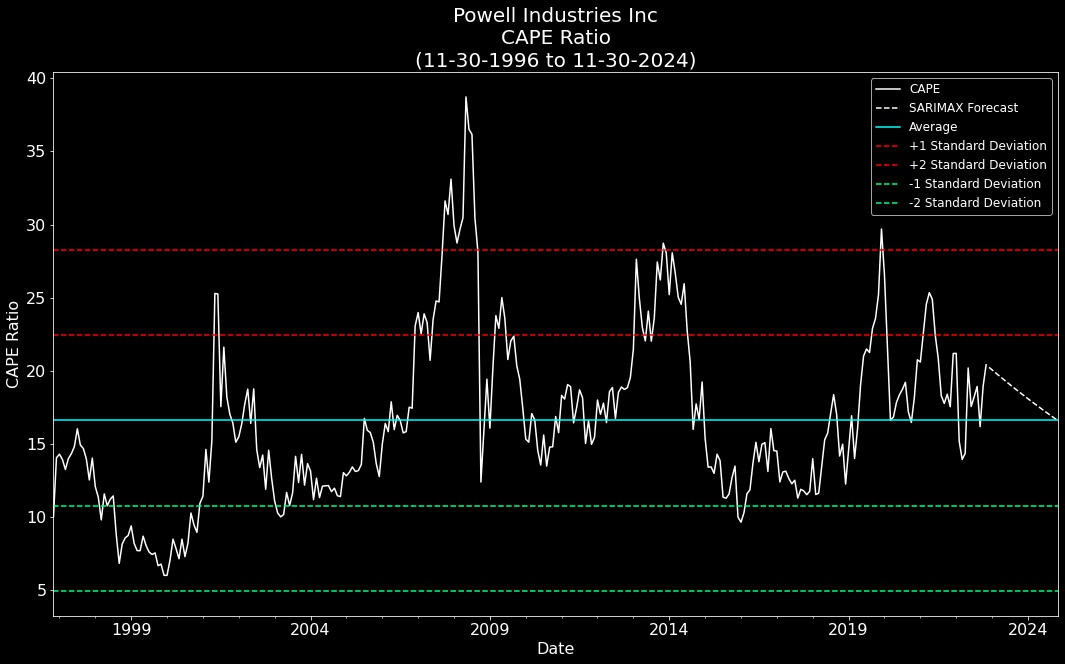 Powell Industries Inc
CAPE Ratio
(11-30-1996 to 11-30-2024)
40
35
30
25
20
15
10
5
CAPE Ratio
CAPE
SARIMAX Forecast
Average
+1 Standard Deviation
+2 Standard Deviation
-1 Standard Deviation
-2 Standard Deviation
1999 2004 2009 2014 2019 2024
Date